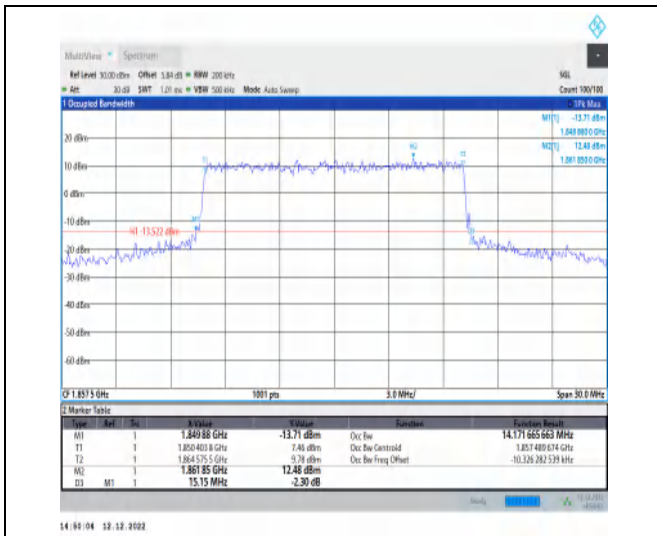 MultiView Spectrum
Ref Level 30.00 dBm Offset 5.84 dB RBW 200 kHz SGL
Att 30 dB SWT 1.01 ms VBW 500 kHz Mode Auto Sweep Count 100/100
1 Occupied Bandwidth 1Pk Max
M1[1] -13.71 dBm
1.849 880 0 GHz
M2[1] 12.48 dBm
1.861 850 0 GHz
20 dBm
M2
T1 T2
10 dBm
0 dBm
-10 dBm
M1
H1 -13.522 dBm
-20 dBm
-30 dBm
-40 dBm
-50 dBm
-60 dBm
CF 1.857 5 GHz 1001 pts 3.0 MHz/ Span 30.0 MHz
2 Marker Table
Type Ref Trc X-Value Y-Value Function Function Result
M1 1 1.849 88 GHz -13.71 dBm Occ Bw 14.171 665 663 MHz
T1 1 1.850 403 8 GHz 7.46 dBm Occ Bw Centroid 1.857 489 674 GHz
T2 1 1.864 575 5 GHz 9.78 dBm Occ Bw Freq Offset -10.326 282 539 kHz
M2 1 1.861 85 GHz 12.48 dBm
D3 M1 1 15.15 MHz -2.30 dB
Ready
14:50:04 12.12.2022